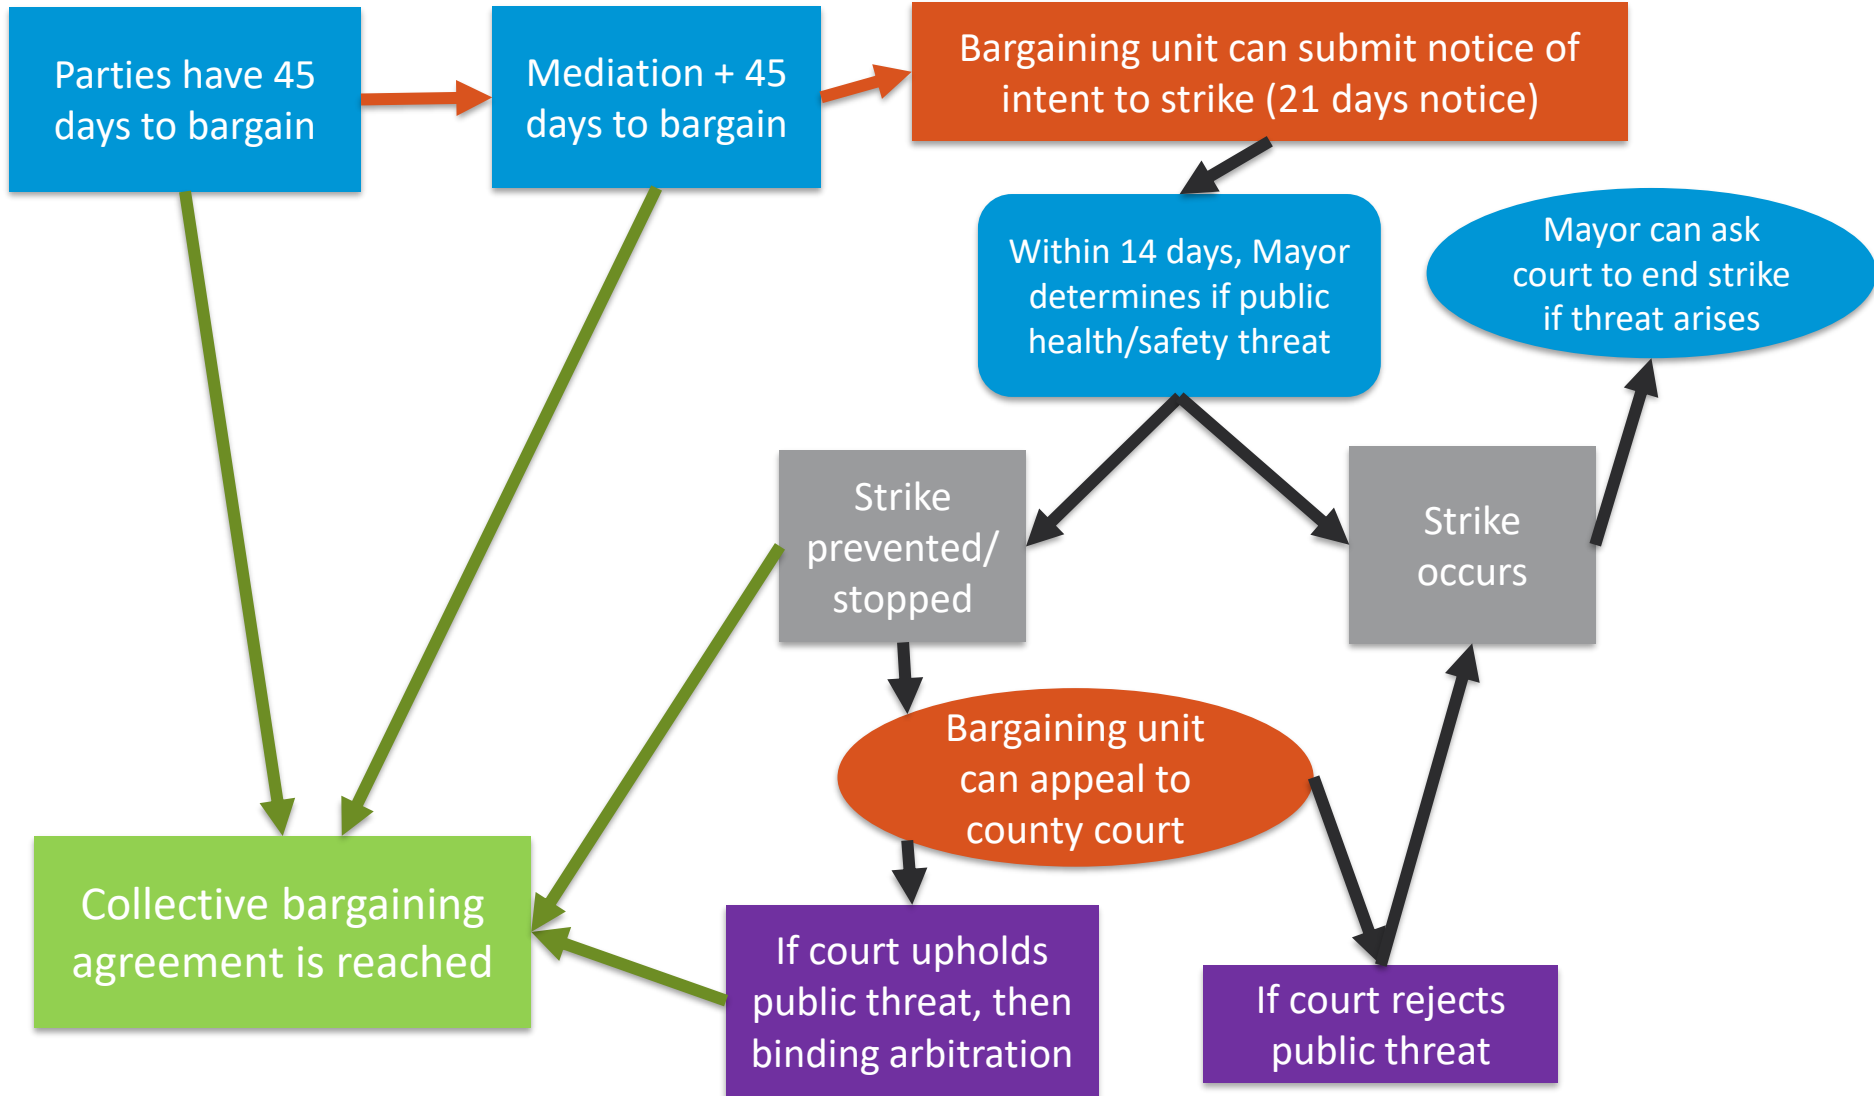 Parties have 45
days to bargain
Mediation + 45
days to bargain
Bargaining unit can submit notice of
intent to strike (21 days notice)
Within 14 days, Mayor
determines if public
health/safety threat
Mayor can ask
court to end strike
if threat arises
Strike
prevented/
stopped
Strike
occurs
Bargaining unit
can appeal to
county court
Collective bargaining
agreement is reached
If court upholds
public threat, then
binding arbitration
If court rejects
public threat